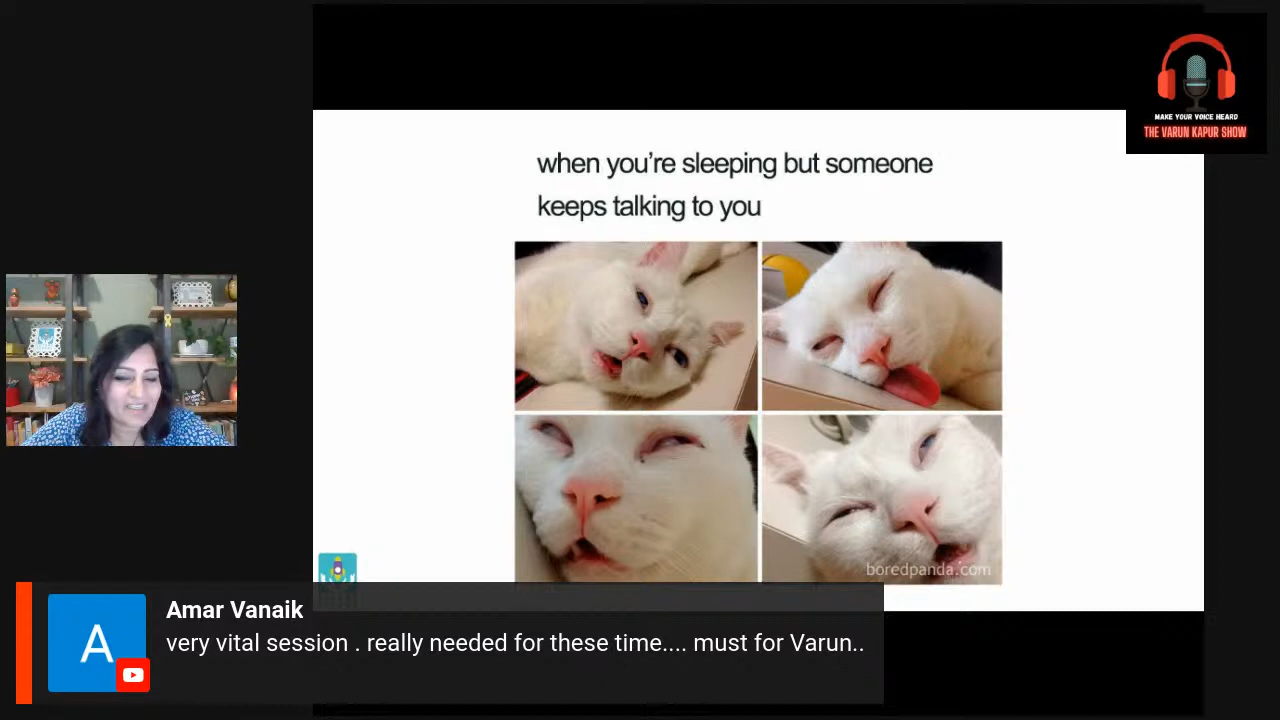 MAKE YOUR VOICE HEARD
THE VARUN KAPUR SHOW
when you're sleeping but someone
keeps talking to you
boredpanda.com
A
Amar Vanaik
very vital session . really needed for these time.... must for Varun..